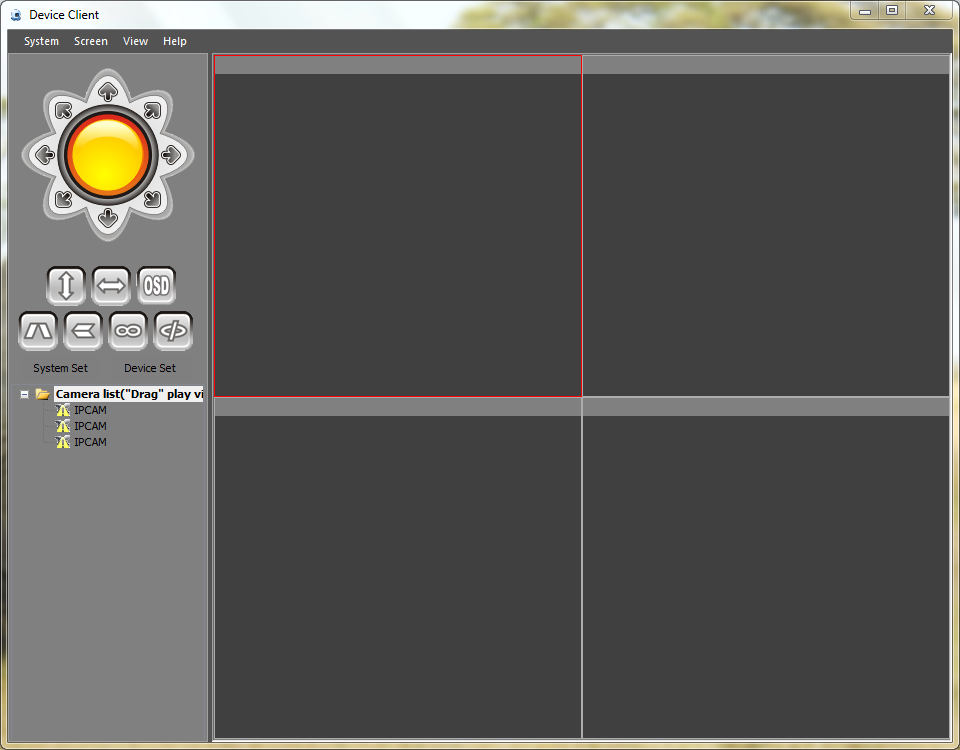 Device Client
System Screen View Help
OSD
System Set Device Set
Camera list("Drag" play vi
IPCAM
IPCAM
IPCAM